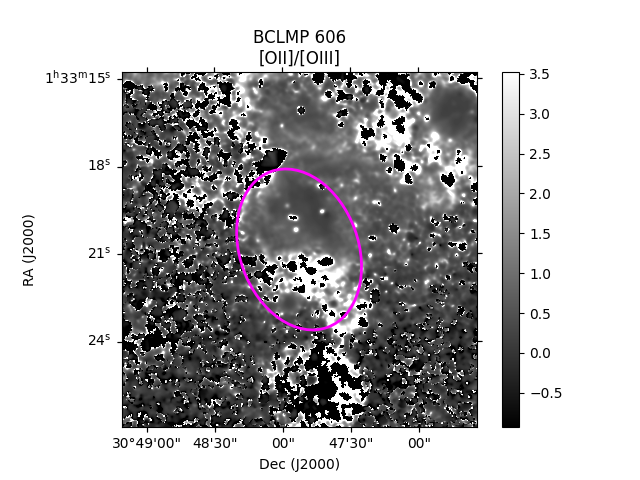 BCLMP 606
[OII]/[OIII]
1ʰ33ᵐ15ˢ
18ˢ
21ˢ
24ˢ
RA (J2000)
30°49'00" 48'30" 00" 47'30" 00"
Dec (J2000)
3.5
3.0
2.5
2.0
1.5
1.0
0.5
0.0
−0.5